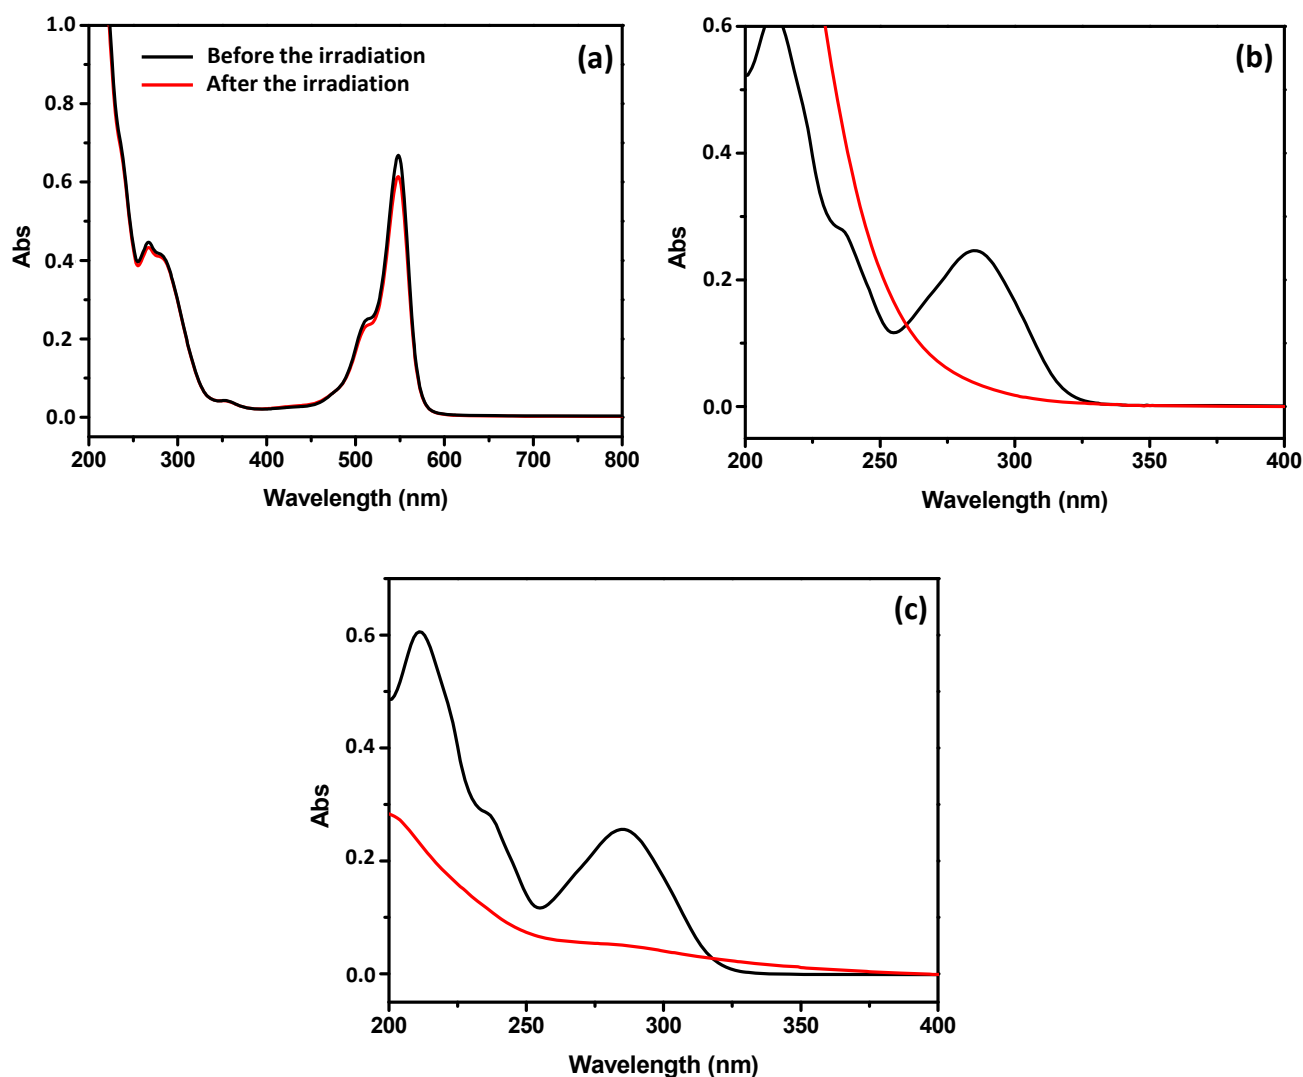 (a)
Before the irradiation
After the irradiation
1.0
0.8
0.6
0.4
0.2
0.0
Abs
200 300 400 500 600 700 800
Wavelength (nm)
(b)
0.6
0.4
0.2
0.0
Abs
200 250 300 350 400
Wavelength (nm)
(c)
0.6
0.4
0.2
0.0
Abs
200 250 300 350 400
Wavelength (nm)